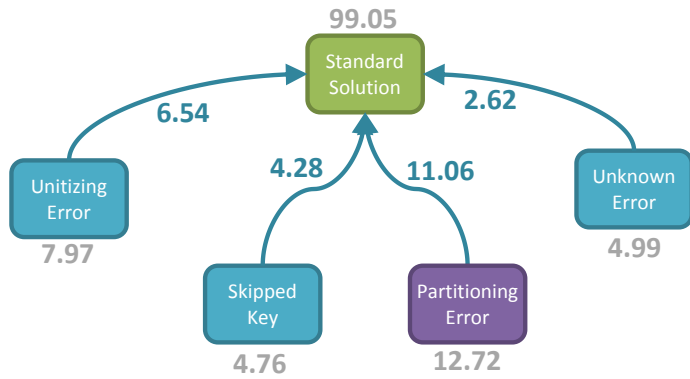 99.05
Standard
Solution
6.54
2.62
4.28
11.06
Unitizing
Error
7.97
Unknown
Error
4.99
Skipped
Key
4.76
Partitioning
Error
12.72